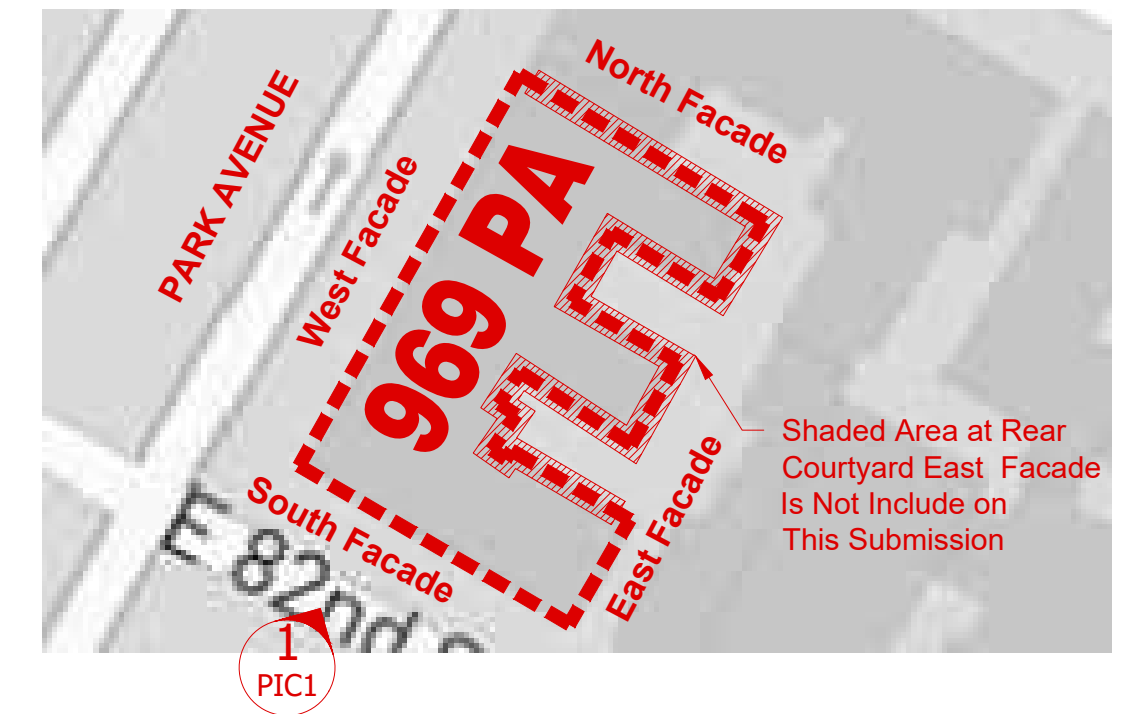 North Facade
PARK AVENUE
West Facade
969 PA
Shaded Area at Rear
Courtyard East Facade
Is Not Include on
This Submission
South Facade
East Facade
E 82nd
1
PIC1